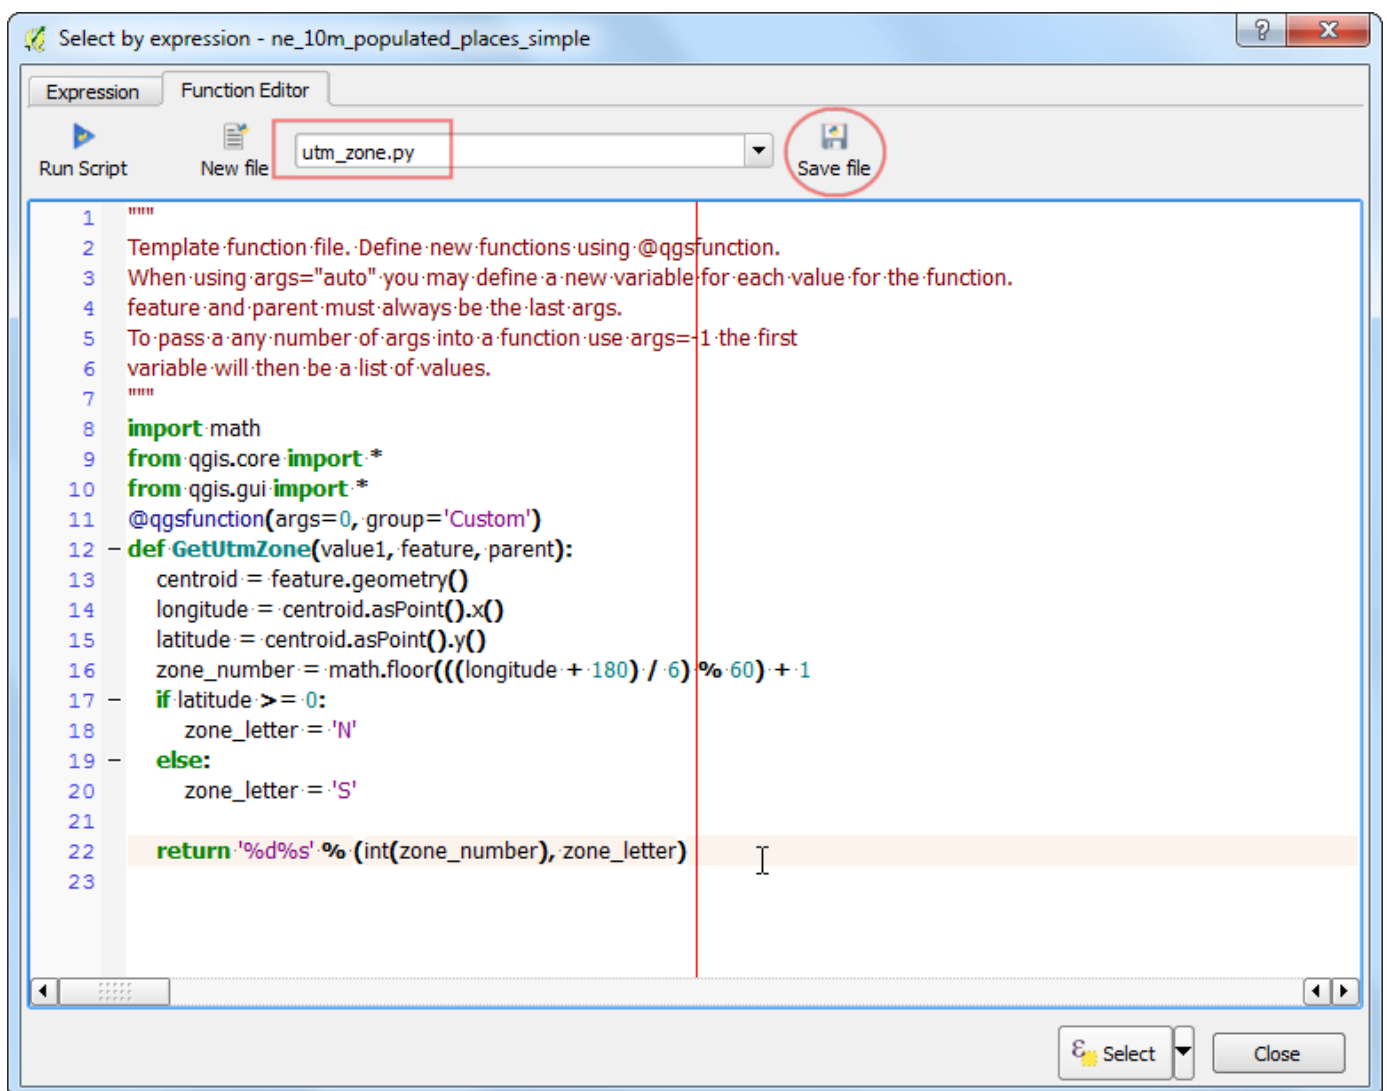 Select by expression - ne_10m_populated_places_simple
Expression
Function Editor
Run Script
New file
utm_zone.py
Save file
1 """
2 Template function file. Define new functions using @qgsfunction.
3 When using args="auto" you may define a new variable for each value for the function.
4 feature and parent must always be the last args.
5 To pass a any number of args into a function use args=-1 the first
6 variable will then be a list of values.
7 """
8 import math
9 from qgis.core import *
10 from qgis.gui import *
11 @qgsfunction(args=0, group='Custom')
12 def GetUtmZone(value1, feature, parent):
13 centroid = feature.geometry()
14 longitude = centroid.asPoint().x()
15 latitude = centroid.asPoint().y()
16 zone_number = math.floor(((longitude + 180) / 6) % 60) + 1
17 if latitude >= 0:
18 zone_letter = 'N'
19 else:
20 zone_letter = 'S'
21
22 return '%d%s' % (int(zone_number), zone_letter)
23
ε Select
Close